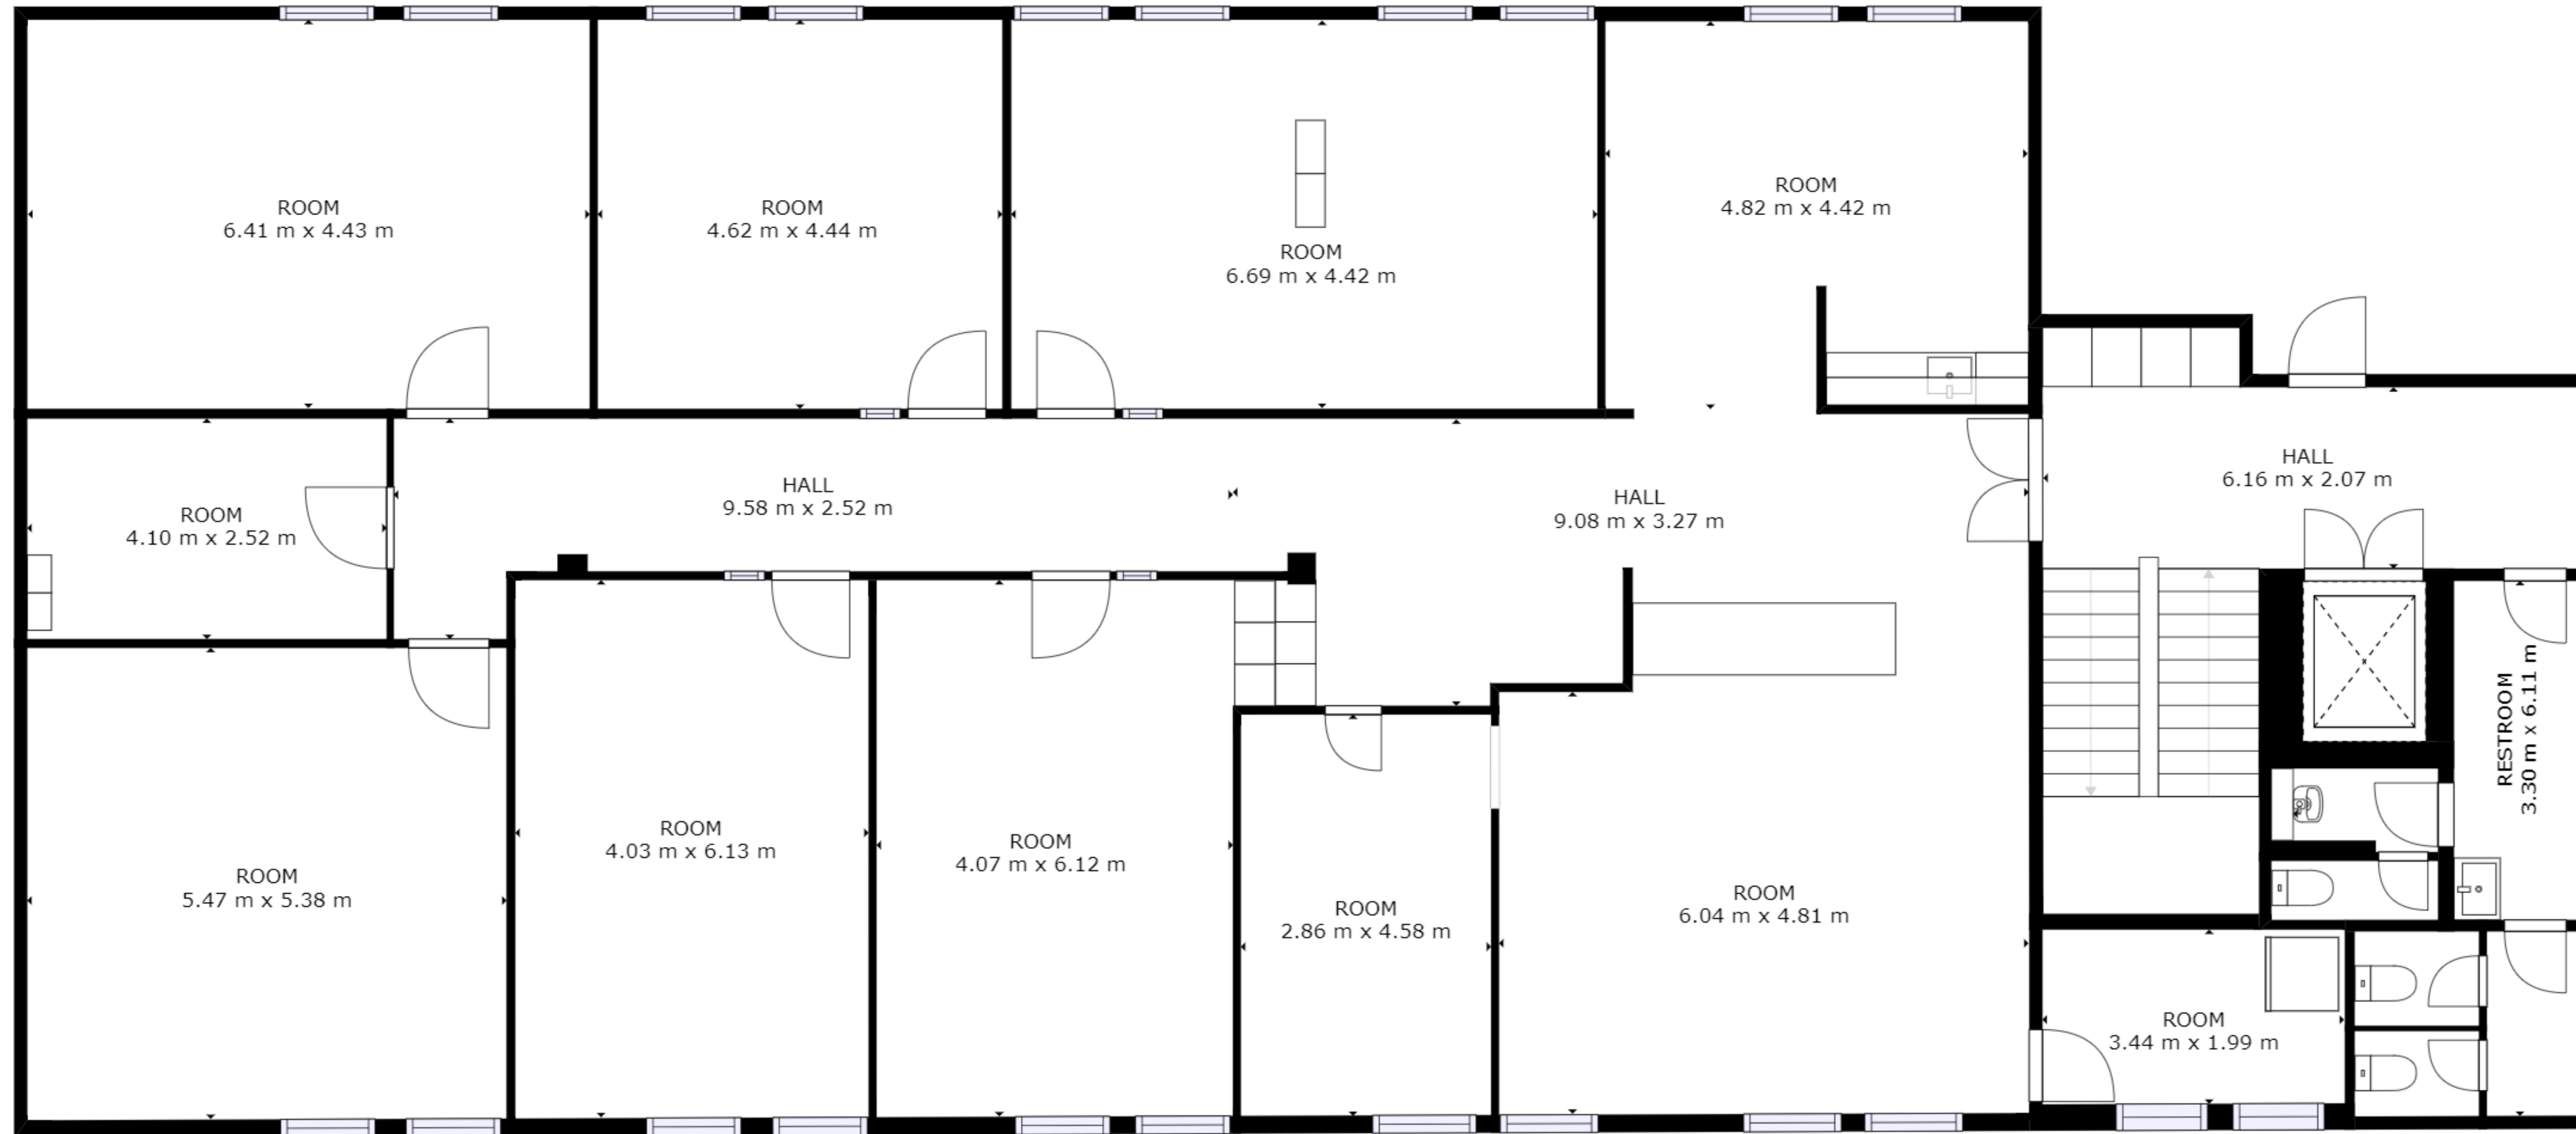 ROOM
6.41 m x 4.43 m
ROOM
4.62 m x 4.44 m
ROOM
6.69 m x 4.42 m
ROOM
4.82 m x 4.42 m
ROOM
4.10 m x 2.52 m
HALL
9.58 m x 2.52 m
HALL
9.08 m x 3.27 m
HALL
6.16 m x 2.07 m
ROOM
5.47 m x 5.38 m
ROOM
4.03 m x 6.13 m
ROOM
4.07 m x 6.12 m
ROOM
2.86 m x 4.58 m
ROOM
6.04 m x 4.81 m
RESTROOM
3.30 m x 6.11 m
ROOM
3.44 m x 1.99 m